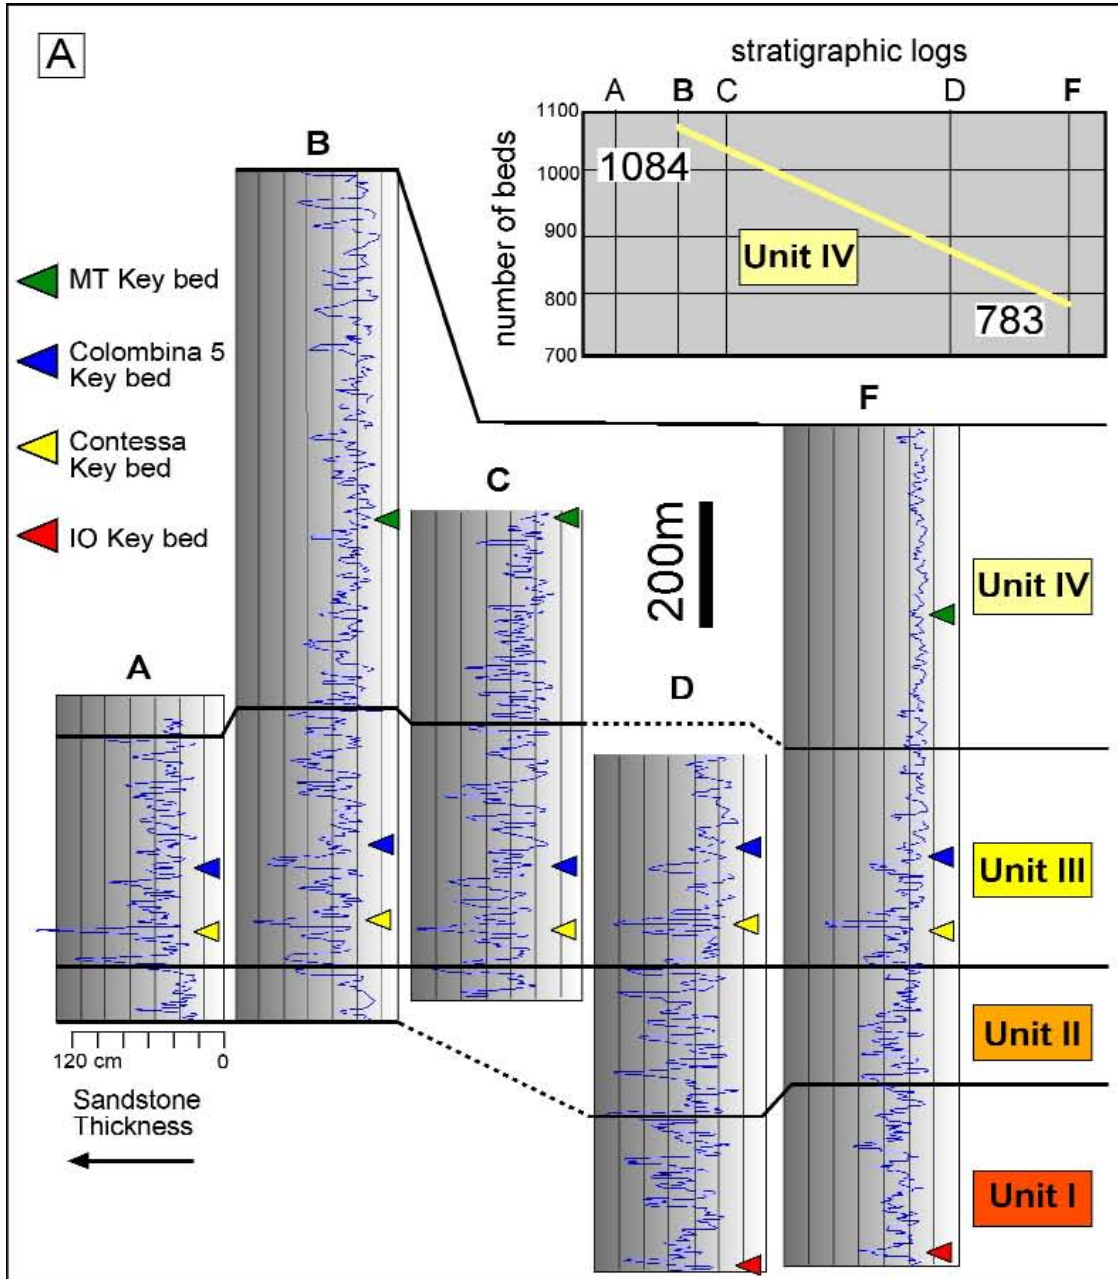 A
stratigraphic logs
A B C D F
number of beds
1100
1000
900
800
700
1084
Unit IV
783
MT Key bed
Colombina 5
Key bed
Contessa
Key bed
IO Key bed
B
C
F
A
D
200m
Unit IV
Unit III
Unit II
Unit I
120 cm 0
Sandstone
Thickness